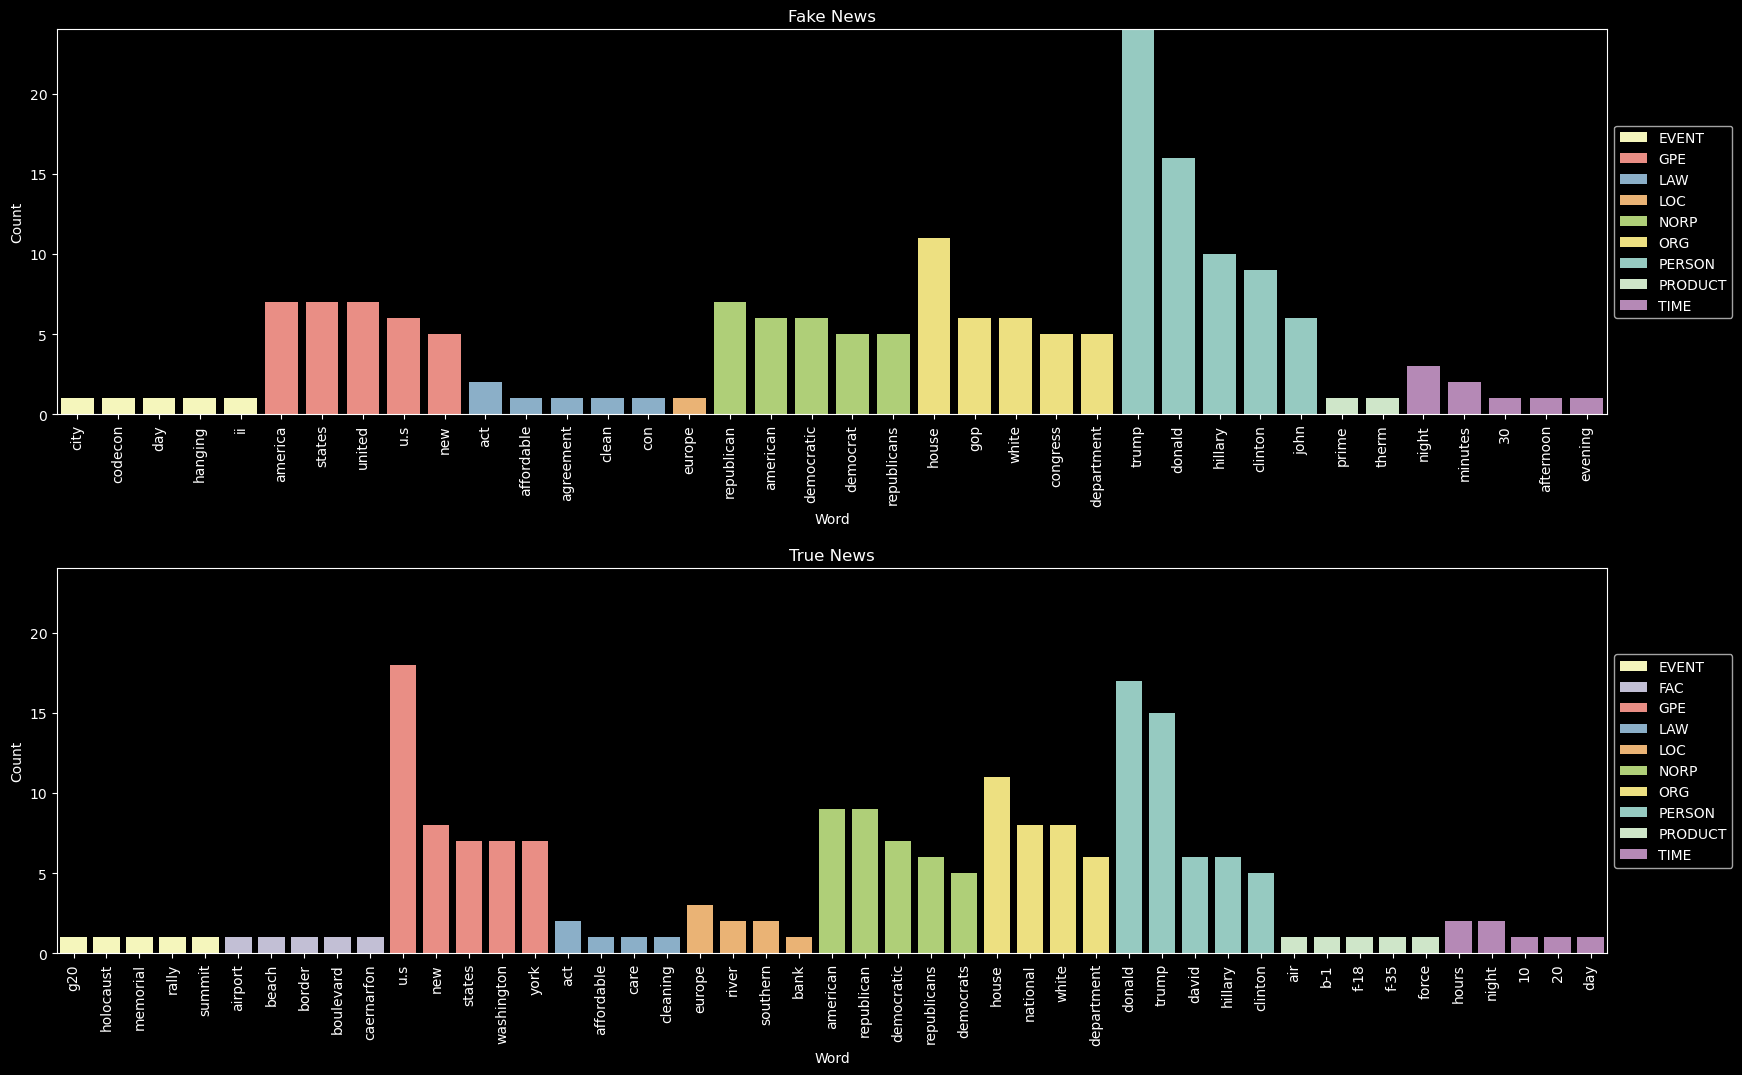 Fake News
Count
20
15
10
5
0
city
codecon
day
hanging
ii
america
states
united
u.s
new
act
affordable
agreement
clean
con
europe
republican
american
democratic
democrat
republicans
house
gop
white
congress
department
trump
donald
hillary
clinton
john
prime
therm
night
minutes
30
afternoon
evening
Word
EVENT
GPE
LAW
LOC
NORP
ORG
PERSON
PRODUCT
TIME
True News
Count
20
15
10
5
0
g20
holocaust
memorial
rally
summit
airport
beach
border
boulevard
caernarfon
u.s
new
states
washington
york
act
affordable
care
cleaning
europe
river
southern
bank
american
republican
democratic
republicans
democrats
house
national
white
department
donald
trump
david
hillary
clinton
air
b-1
f-18
f-35
force
hours
night
10
20
day
Word
EVENT
FAC
GPE
LAW
LOC
NORP
ORG
PERSON
PRODUCT
TIME